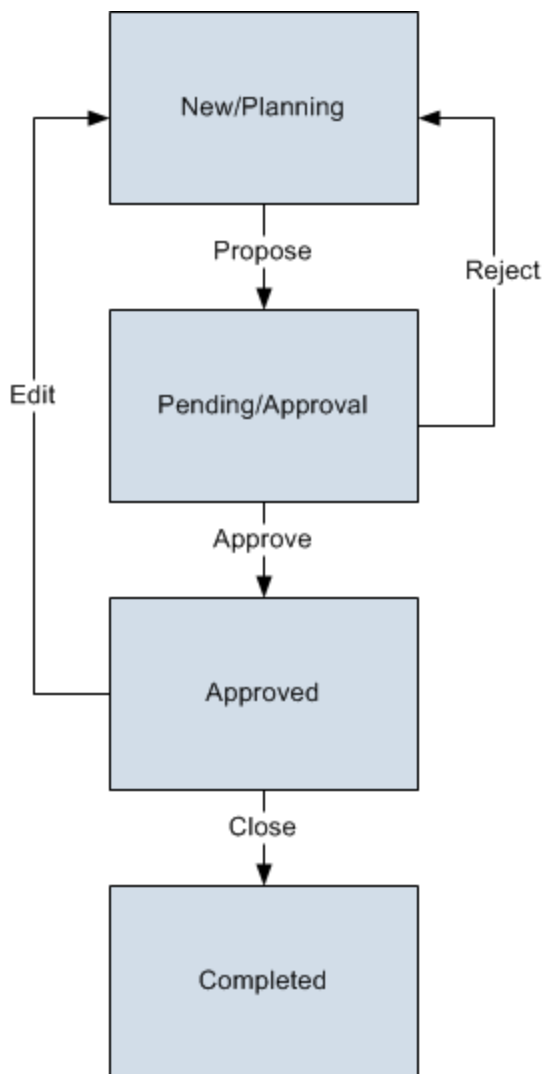 New/Planning
Propose
Reject
Edit
Pending/Approval
Approve
Approved
Close
Completed